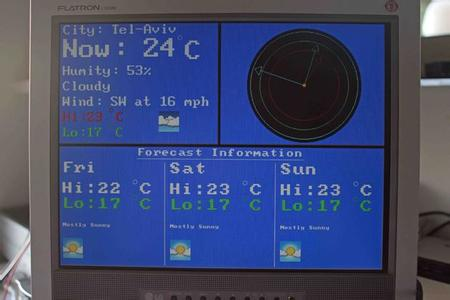 FLATRON
City: Tel-Aviv
Now: 24°C
Humity: 53%
Cloudy
Wind: SW at 16 mph
Hi:23 °C
Lo:17 C
Forecast Information
Fri
Hi:22 °C
Lo:17 C
Mostly Sunny
Sat
Hi:23 °C
Lo:17 C
Mostly Sunny
Sun
Hi:23 °C
Lo:17 C
Mostly Sunny